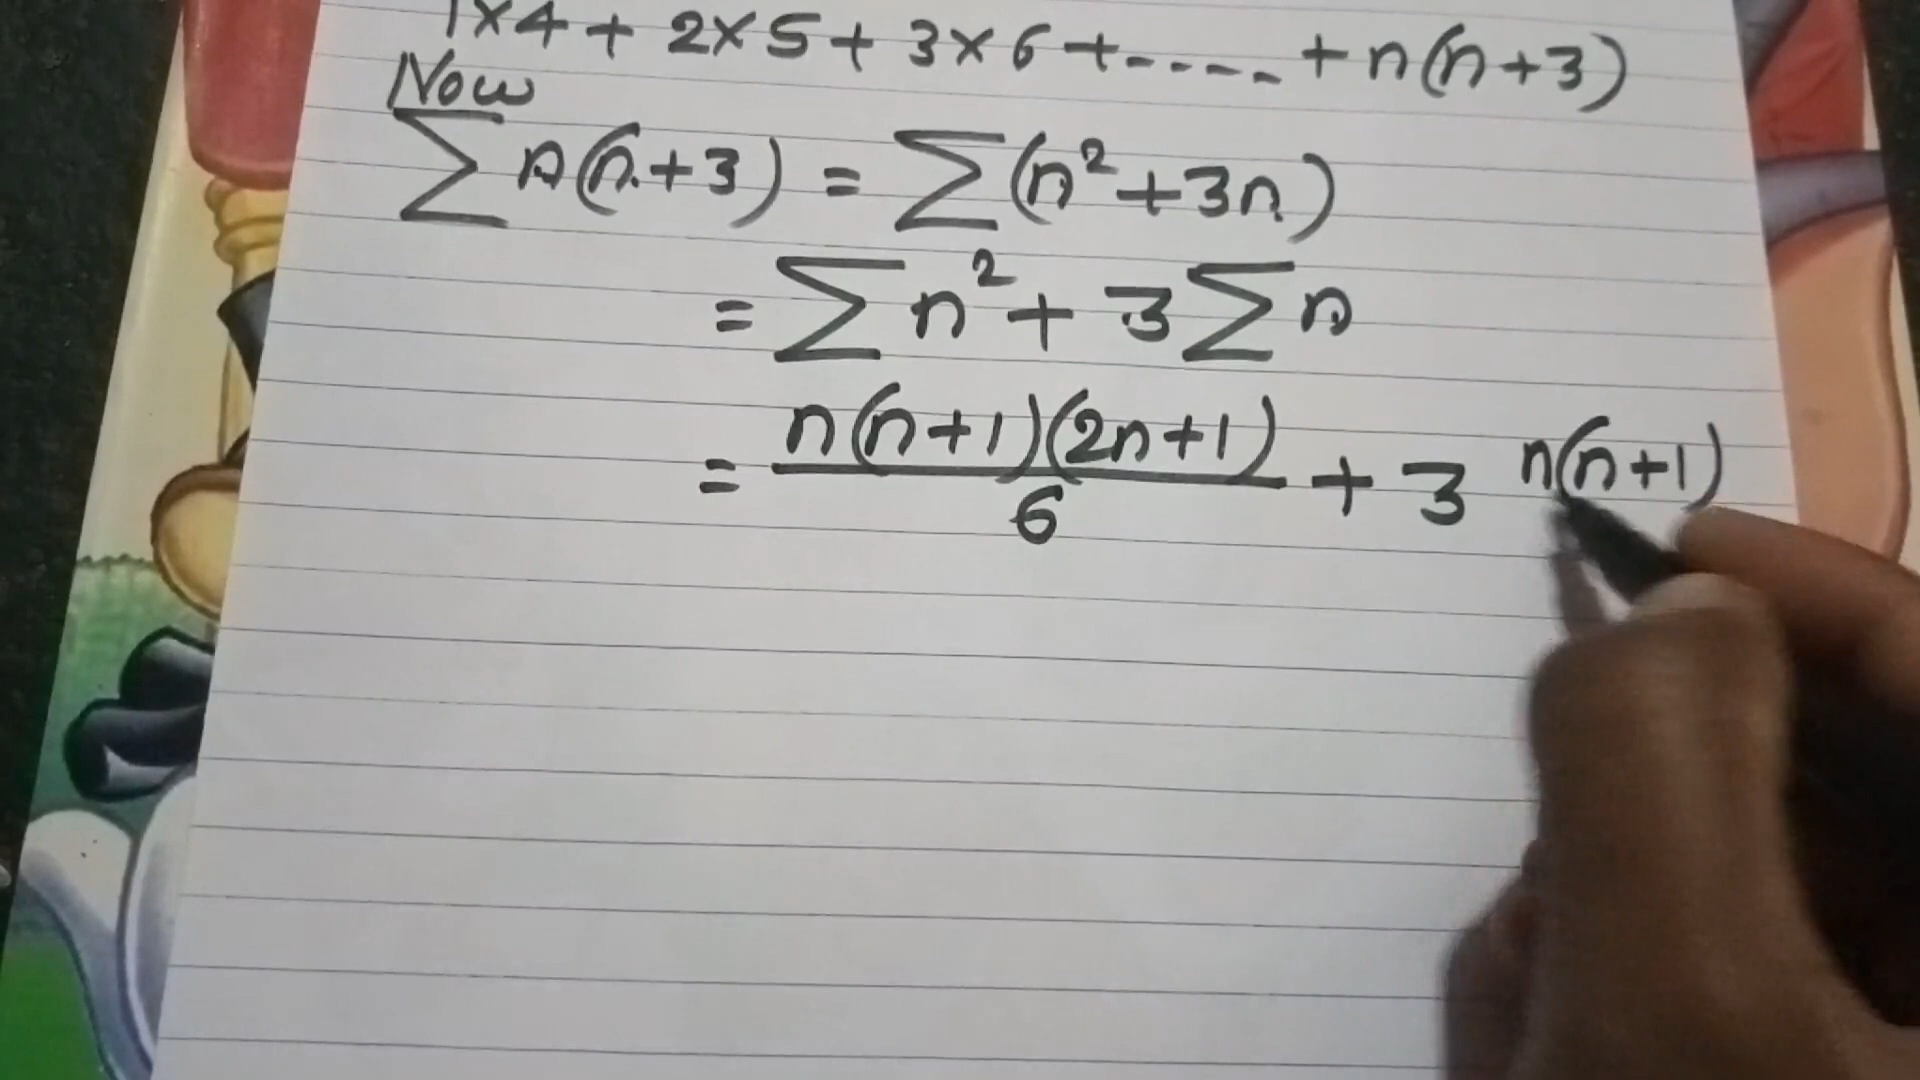 1×4 + 2×5 + 3×6 + ---- + n(n+3)
Now
∑n(n+3) = ∑(n²+3n)
= ∑n² + 3∑n
= n(n+1)(2n+1)/6 + 3 n(n+1)